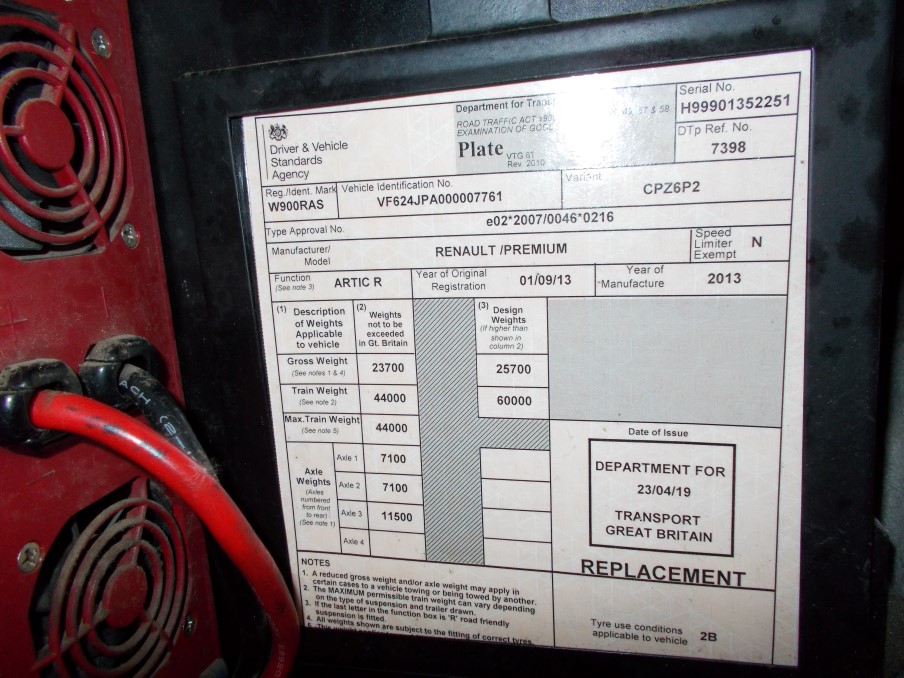 Driver & Vehicle
Standards
Agency
Department for
ROAD TRAFFIC ACT
57 & 58
EXAMINATION OF
Plate VTG 6T
Rev. 2010
Serial No.
H99901352251
DTp Ref. No.
7398
Reg./Ident. Mark
W900RAS
Vehicle Identification No.
VF624JPA000007761
Variant
CPZ6P2
Type Approval No.
e02*2007/0046*0216
Manufacturer/
Model
RENAULT /PREMIUM
Speed
Limiter
Exempt
N
Function
(See note 3)
ARTIC R
Year of Original
Registration
01/09/13
Year of
Manufacture
2013
(1) Description
of Weights
Applicable
to vehicle
(2) Weights
not to be
exceeded
in Gt. Britain
(3) Design
Weights
(If higher
than
shown in
column 2)
Gross Weight
(See notes 1 & 4)
23700
25700
Train Weight
(See note 2)
44000
60000
Max.Train Weight
(See note 5)
44000
Axle
Weights
(Axles
numbered
from front
to rear)
(See note 1)
Axle 1
7100
Axle 2
7100
Axle 3
11500
Axle 4
Date of Issue
DEPARTMENT FOR
23/04/19
TRANSPORT
GREAT BRITAIN
REPLACEMENT
NOTES
1. A reduced gross weight and/or axle weight may apply in
certain cases to a vehicle towing or being towed by another.
2. The MAXIMUM permissible train weight can vary depending
on the type of suspension and trailer drawn.
3. If the last letter in the function box is 'R' road friendly
suspension is fitted.
4. All weights shown are subject to the fitting of correct tyres.
5. This
Tyre use conditions
applicable to vehicle 2B